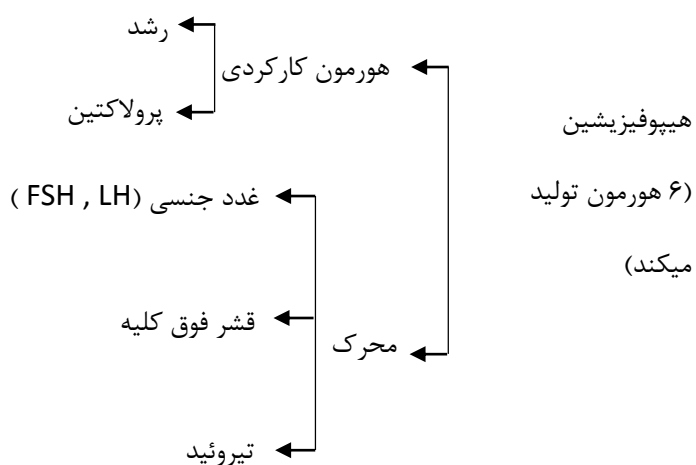 هیپوفیزیشین
(۶ هورمون تولید
میکند)
هورمون کارکردی
رشد
پرولاکتین
محرک
غدد جنسی (FSH , LH )
قشر فوق کلیه
تیروئید